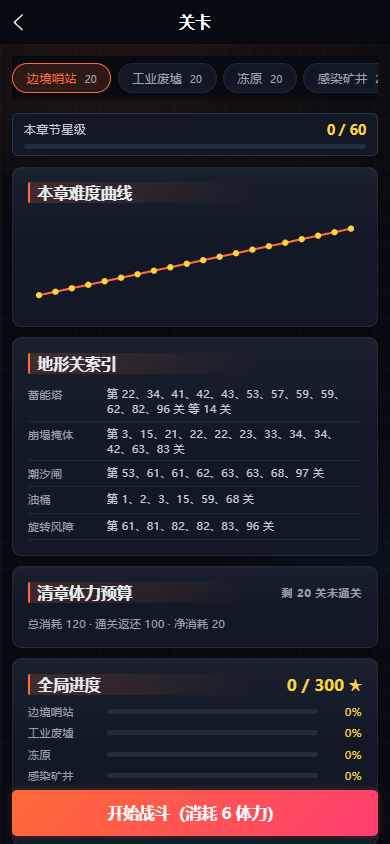 关卡
边境哨站 20 工业废墟 20 冻原 20 感染矿井
本章节星级 0 / 60
本章难度曲线
地形关索引
蓄能塔 第 22、34、41、42、43、53、57、59、59、
62、82、96 关 等 14 关
崩塌掩体 第 3、15、21、22、22、23、33、34、34、
42、63、83 关
潮汐闸 第 53、61、61、62、63、63、68、97 关
油桶 第 1、2、3、15、59、68 关
旋转风障 第 61、81、82、82、83、96 关
清章体力预算 剩 20 关未通关
总消耗 120 · 通关返还 100 · 净消耗 20
全局进度 0 / 300 ★
边境哨站 0%
工业废墟 0%
冻原 0%
感染矿井 0%
开始战斗（消耗 6 体力）